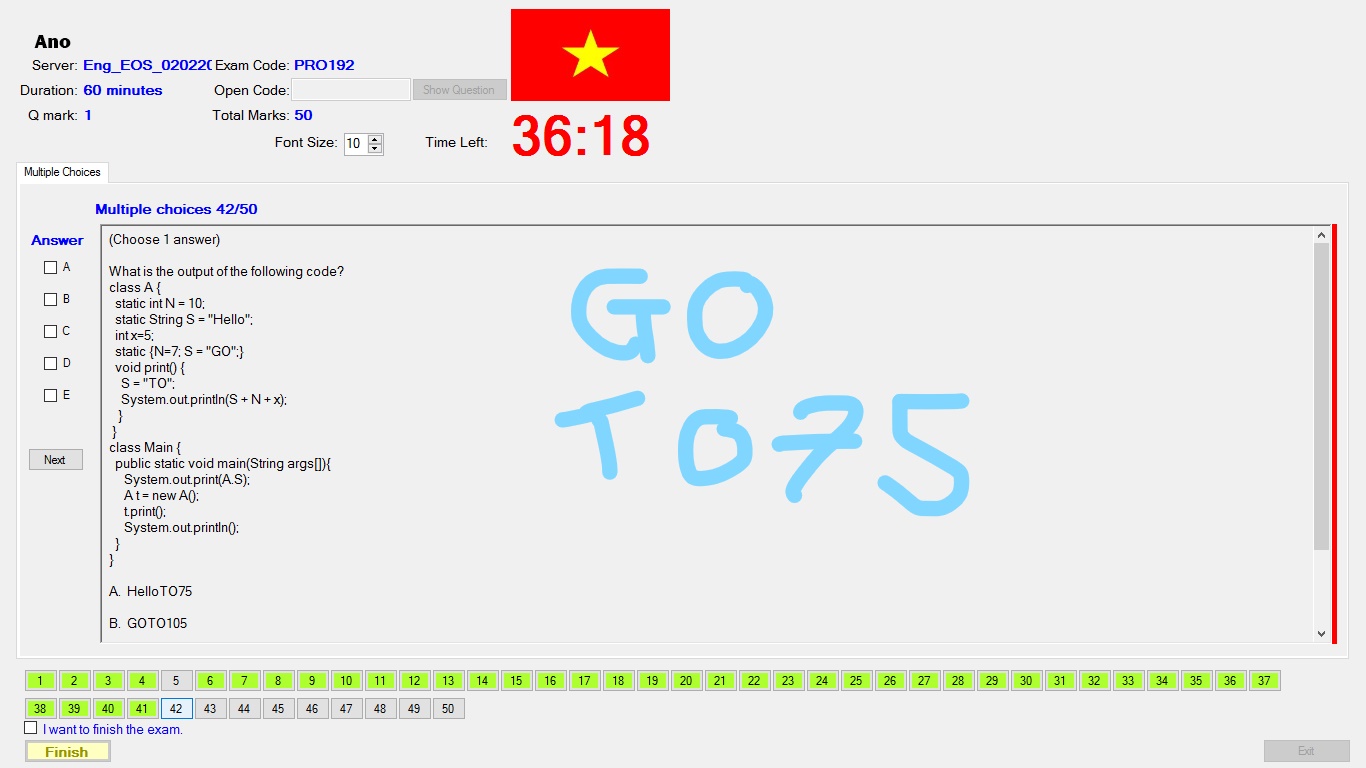 Ano
Server: Eng_EOS_020220 Exam Code: PRO192
Duration: 60 minutes Open Code: Show Question
Q mark: 1 Total Marks: 50
Font Size: 10 Time Left: 36:18
Multiple Choices
Multiple choices 42/50
Answer
A
B
C
D
E
Next
(Choose 1 answer)
What is the output of the following code?
class A {
static int N = 10;
static String S = "Hello";
int x=5;
static {N=7; S = "GO";}
void print() {
S = "TO";
System.out.println(S + N + x);
}
}
class Main {
public static void main(String args[]){
System.out.print(A.S);
A t = new A();
t.print();
System.out.println();
}
}
A. HelloTO75
B. GOTO105
GO
TO75
1 2 3 4 5 6 7 8 9 10 11 12 13 14 15 16 17 18 19 20 21 22 23 24 25 26 27 28 29 30 31 32 33 34 35 36 37
38 39 40 41 42 43 44 45 46 47 48 49 50
I want to finish the exam.
Finish Exit